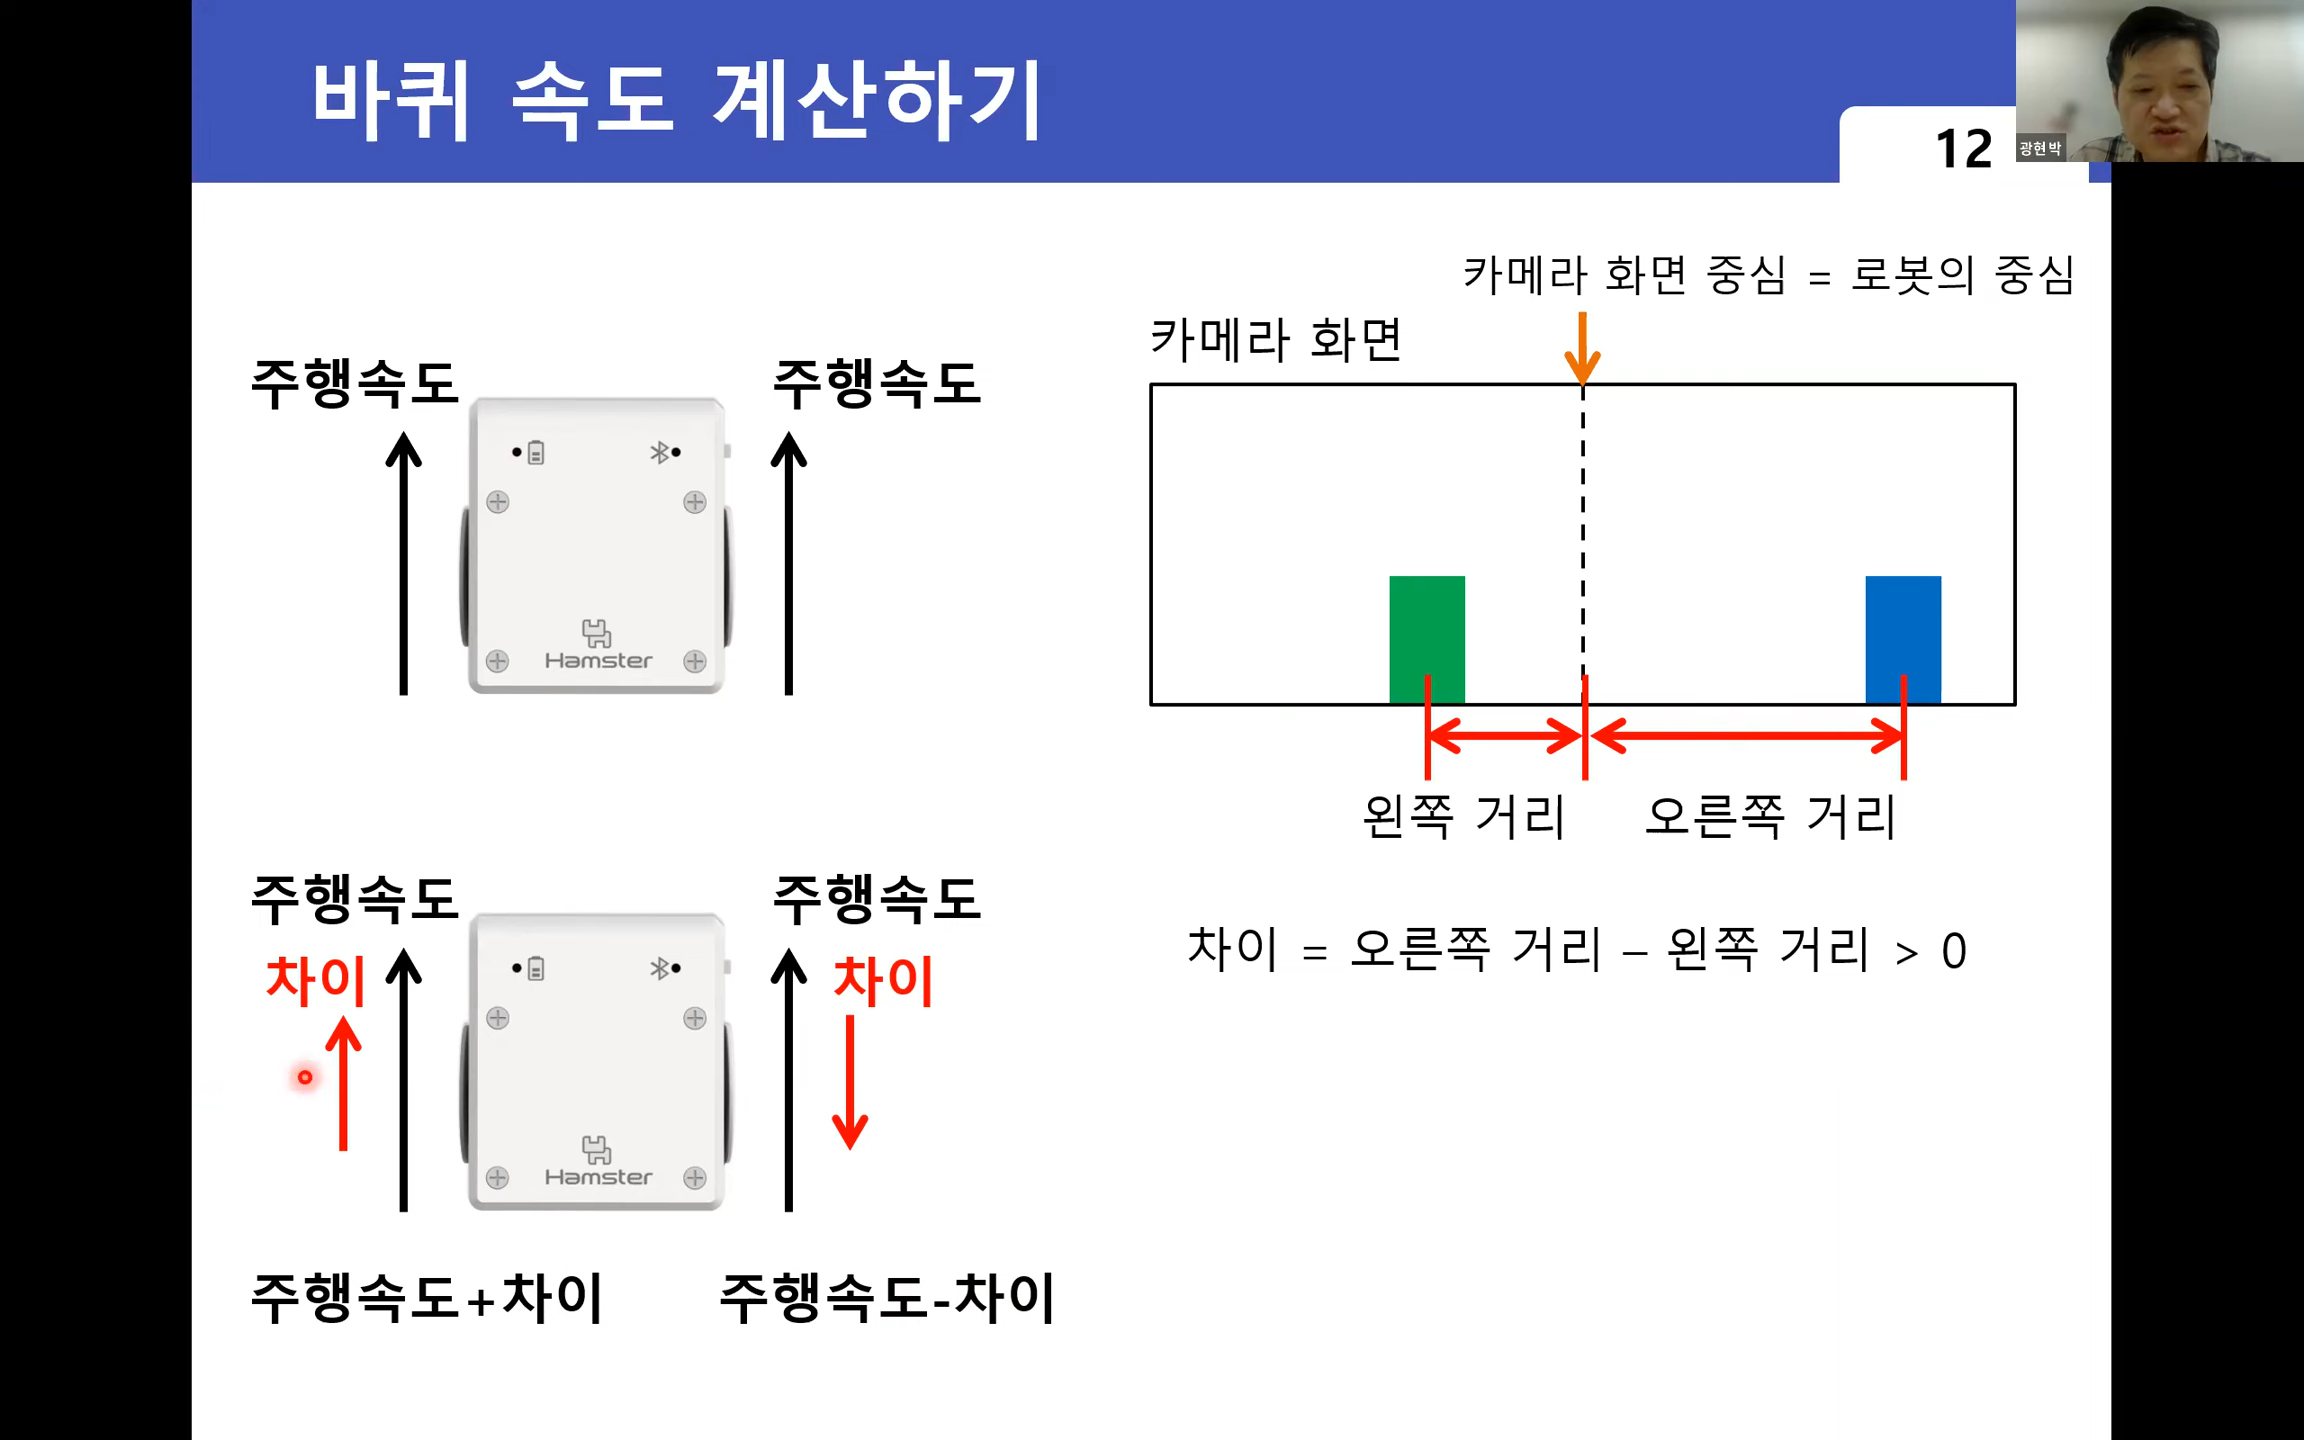 바퀴 속도 계산하기
12
광현박
카메라 화면 중심 = 로봇의 중심
카메라 화면
주행속도
주행속도
Hamster
왼쪽 거리
오른쪽 거리
주행속도
주행속도
차이
차이
차이 = 오른쪽 거리 – 왼쪽 거리 > 0
Hamster
주행속도+차이
주행속도-차이